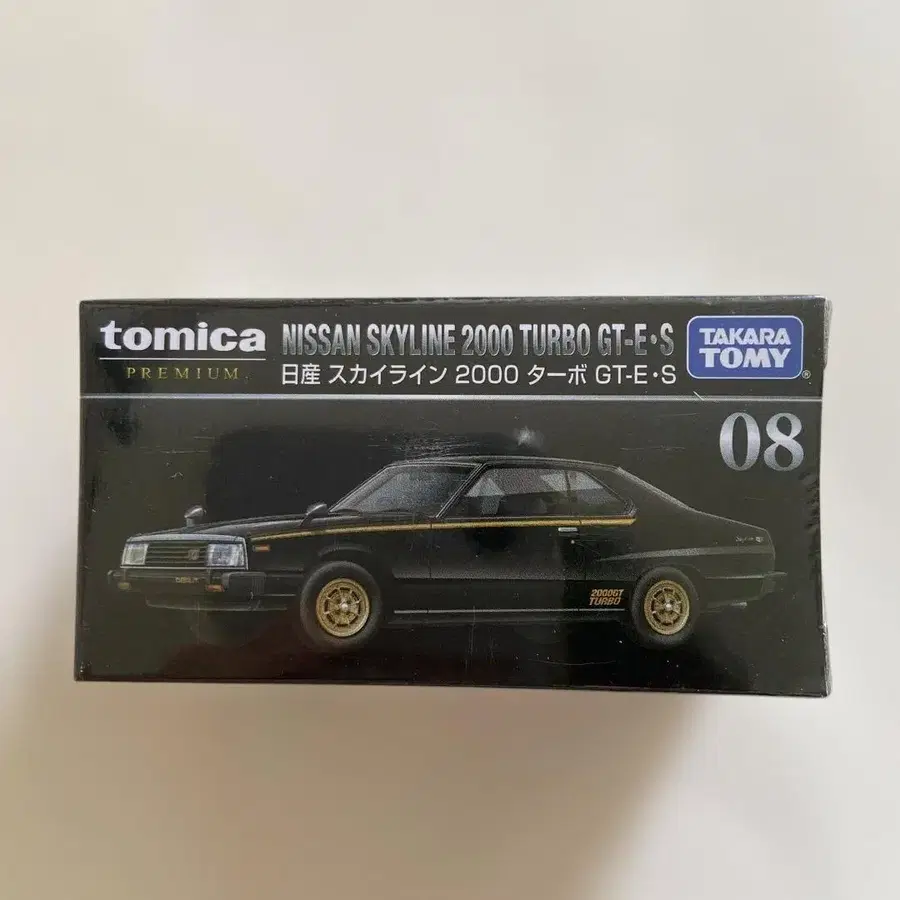 tomica
PREMIUM
NISSAN SKYLINE 2000 TURBO GT-E・S
日産 スカイライン 2000 ターボ GT-E・S
TAKARA
TOMY
®
08
2000GT
TURBO